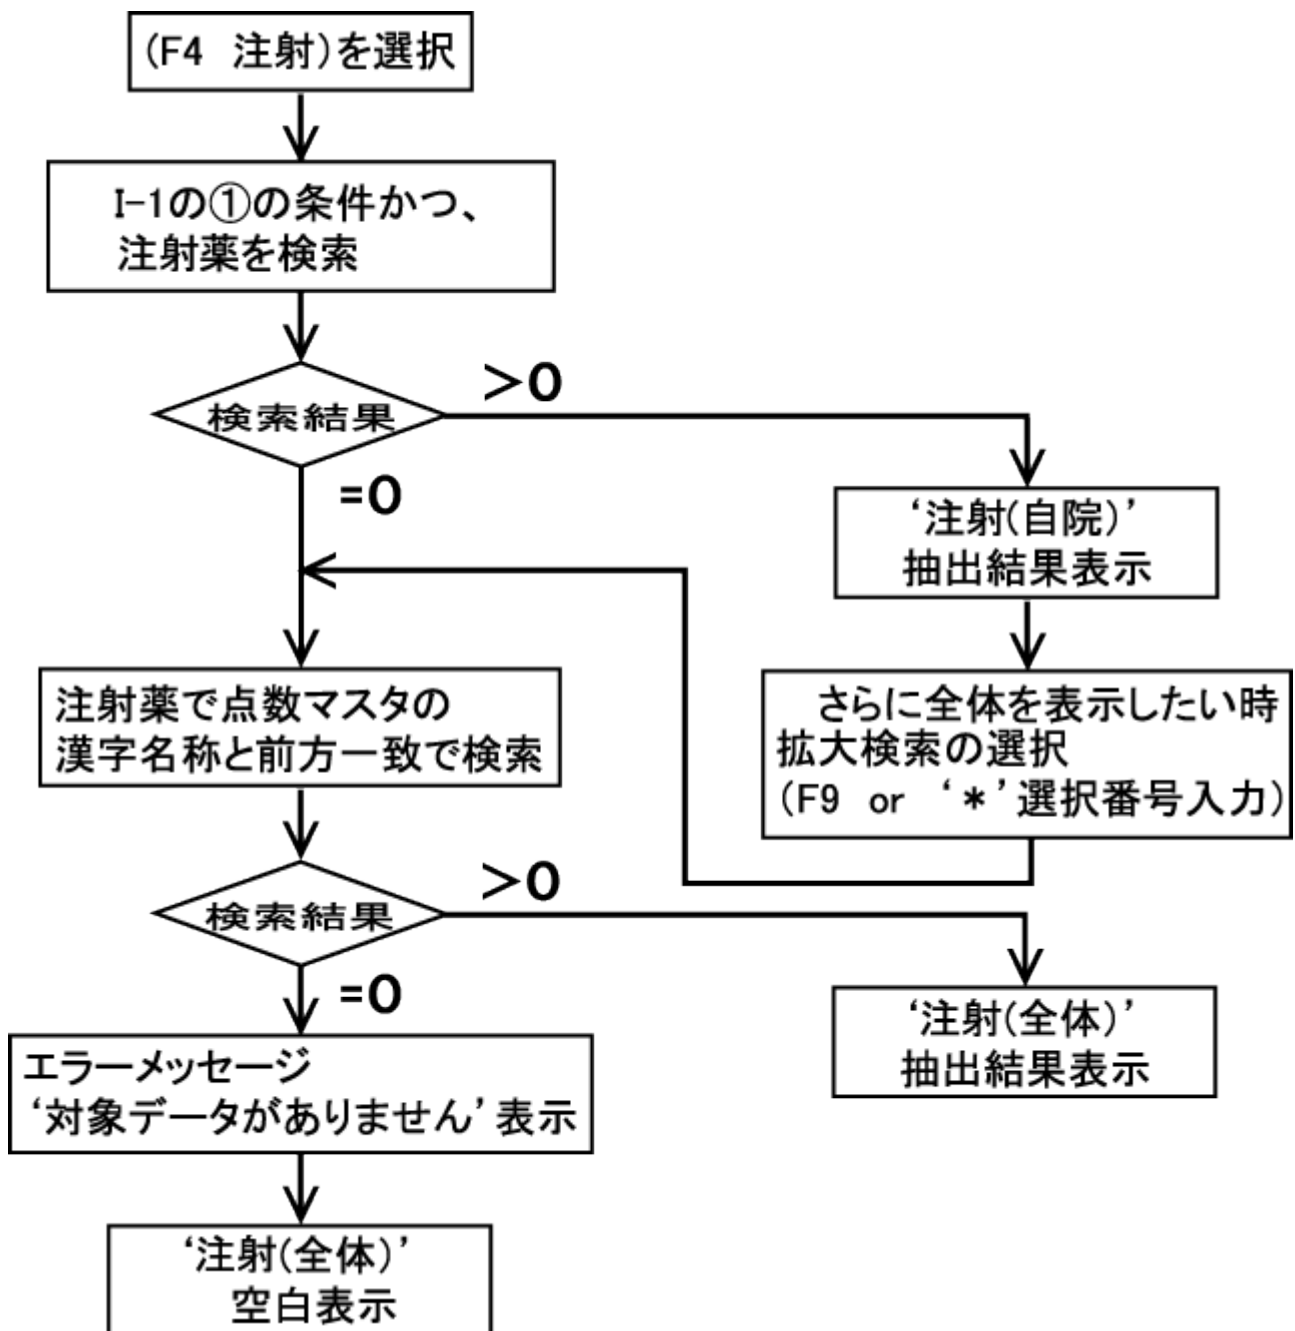 (F4 注射)を選択
I-1の①の条件かつ、
注射薬を検索
検索結果
>0
=0
‘注射(自院)’
抽出結果表示
さらに全体を表示したい時
拡大検索の選択
(F9 or ‘*’選択番号入力)
注射薬で点数マスタの
漢字名称と前方一致で検索
検索結果
>0
=0
‘注射(全体)’
抽出結果表示
エラーメッセージ
‘対象データがありません’表示
‘注射(全体)’
空白表示